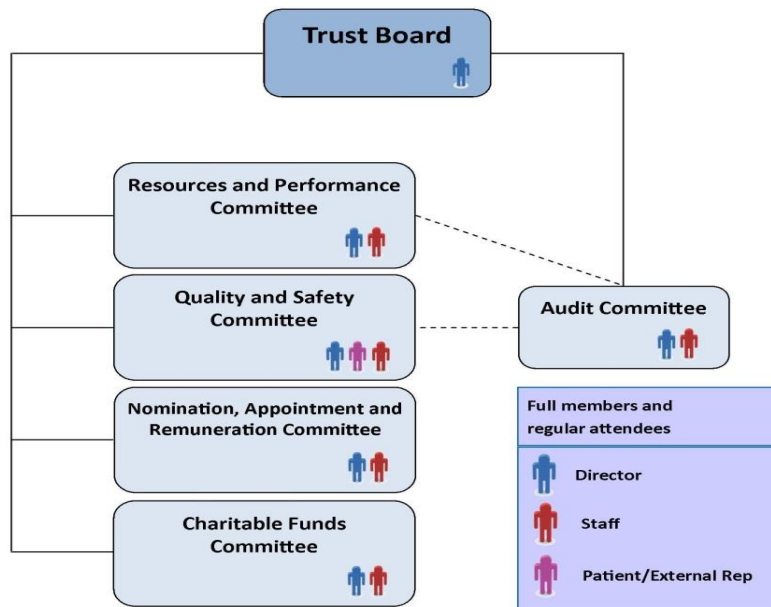 Trust Board
Resources and Performance
Committee
Quality and Safety
Committee
Audit Committee
Nomination, Appointment and
Remuneration Committee
Charitable Funds
Committee
Full members and
regular attendees
Director
Staff
Patient/External Rep